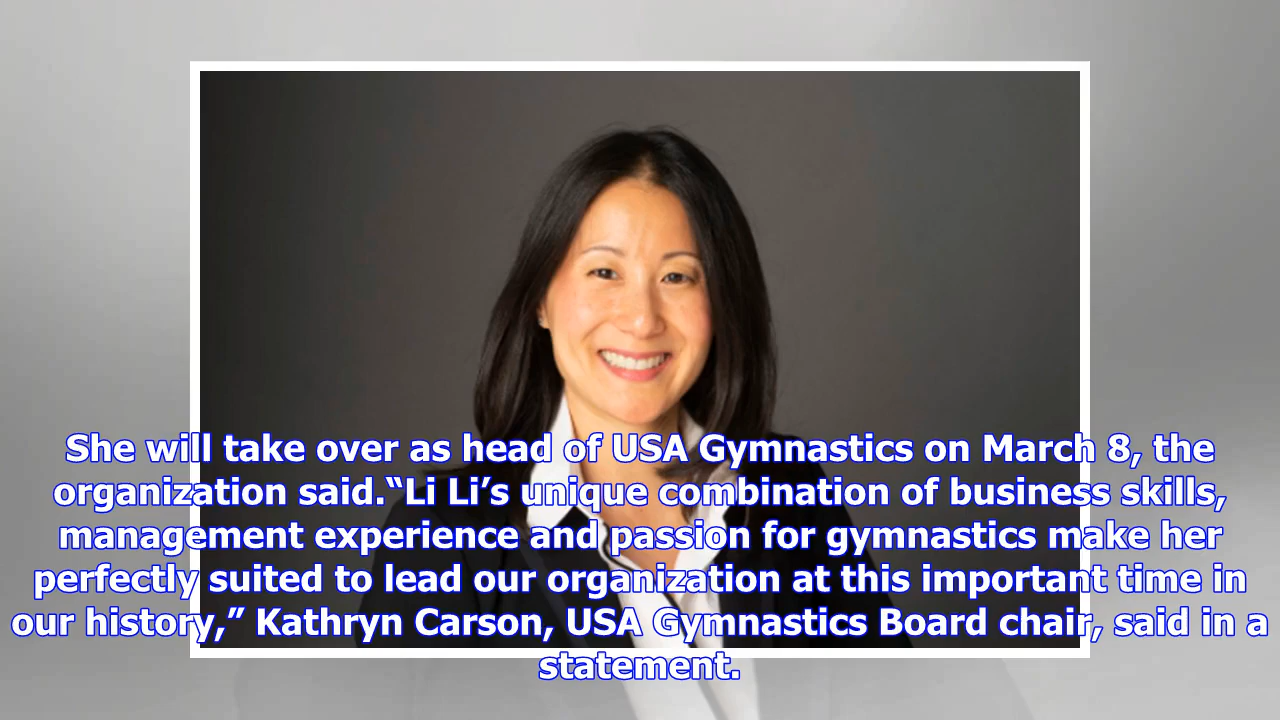 She will take over as head of USA Gymnastics on March 8, the
organization said.“Li Li’s unique combination of business skills,
management experience and passion for gymnastics make her
perfectly suited to lead our organization at this important time in
our history,” Kathryn Carson, USA Gymnastics Board chair, said in a
statement.